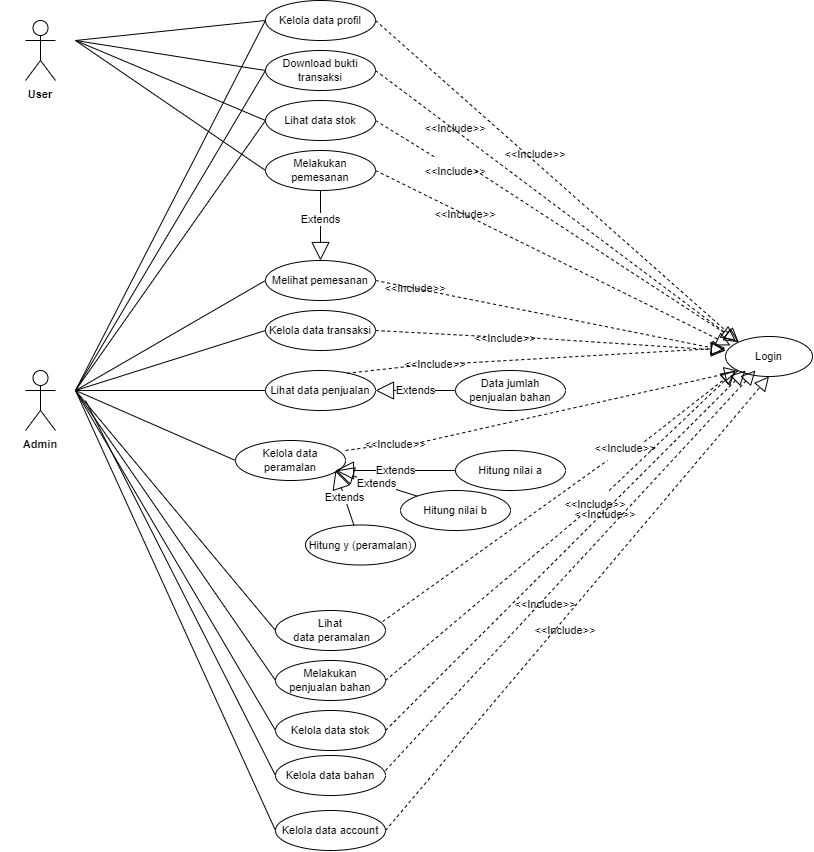 Kelola data profil
User
Download bukti
transaksi
Lihat data stok
<<Include>>
<<Include>>
Melakukan
pemesanan
<<Include>>
<<Include>>
Extends
Melihat pemesanan
<<Include>>
Kelola data transaksi
<<Include>>
Login
<<Include>>
Admin
Lihat data penjualan
Extends
Data jumlah
penjualan bahan
Kelola data
peramalan
<<Include>>
<<Include>>
Extends
Hitung nilai a
Extends
Extends
Hitung nilai b
<<Include>>
<<Include>>
Hitung y (peramalan)
<<Include>>
Lihat
data peramalan
<<Include>>
Melakukan
penjualan bahan
Kelola data stok
Kelola data bahan
Kelola data account